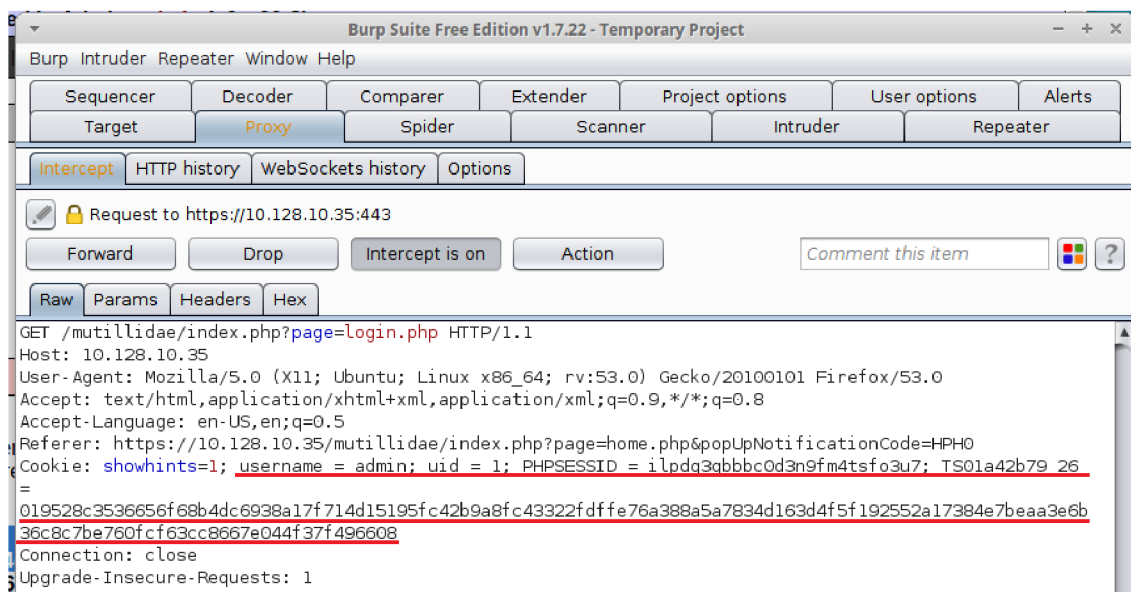 Burp Suite Free Edition v1.7.22 - Temporary Project
Burp Intruder Repeater Window Help
Sequencer Decoder Comparer Extender Project options User options Alerts
Target Proxy Spider Scanner Intruder Repeater
Intercept HTTP history WebSockets history Options
Request to https://10.128.10.35:443
Forward Drop Intercept is on Action Comment this item ?
Raw Params Headers Hex
GET /mutillidae/index.php?page=login.php HTTP/1.1
Host: 10.128.10.35
User-Agent: Mozilla/5.0 (X11; Ubuntu; Linux x86_64; rv:53.0) Gecko/20100101 Firefox/53.0
Accept: text/html,application/xhtml+xml,application/xml;q=0.9,*/*;q=0.8
Accept-Language: en-US,en;q=0.5
Referer: https://10.128.10.35/mutillidae/index.php?page=home.php&popUpNotificationCode=HPH0
Cookie: showhints=1; username = admin; uid = 1; PHPSESSID = ilpdq3qbbbc0d3n9fm4tsfo3u7; TS01a42b79_26
=
019528c3536656f68b4dc6938a17f714d15195fc42b9a8fc43322fdffe76a388a5a7834d163d4f5f192552a17384e7beaa3e6b
36c8c7be760fcf63cc8667e044f37f496608
Connection: close
Upgrade-Insecure-Requests: 1